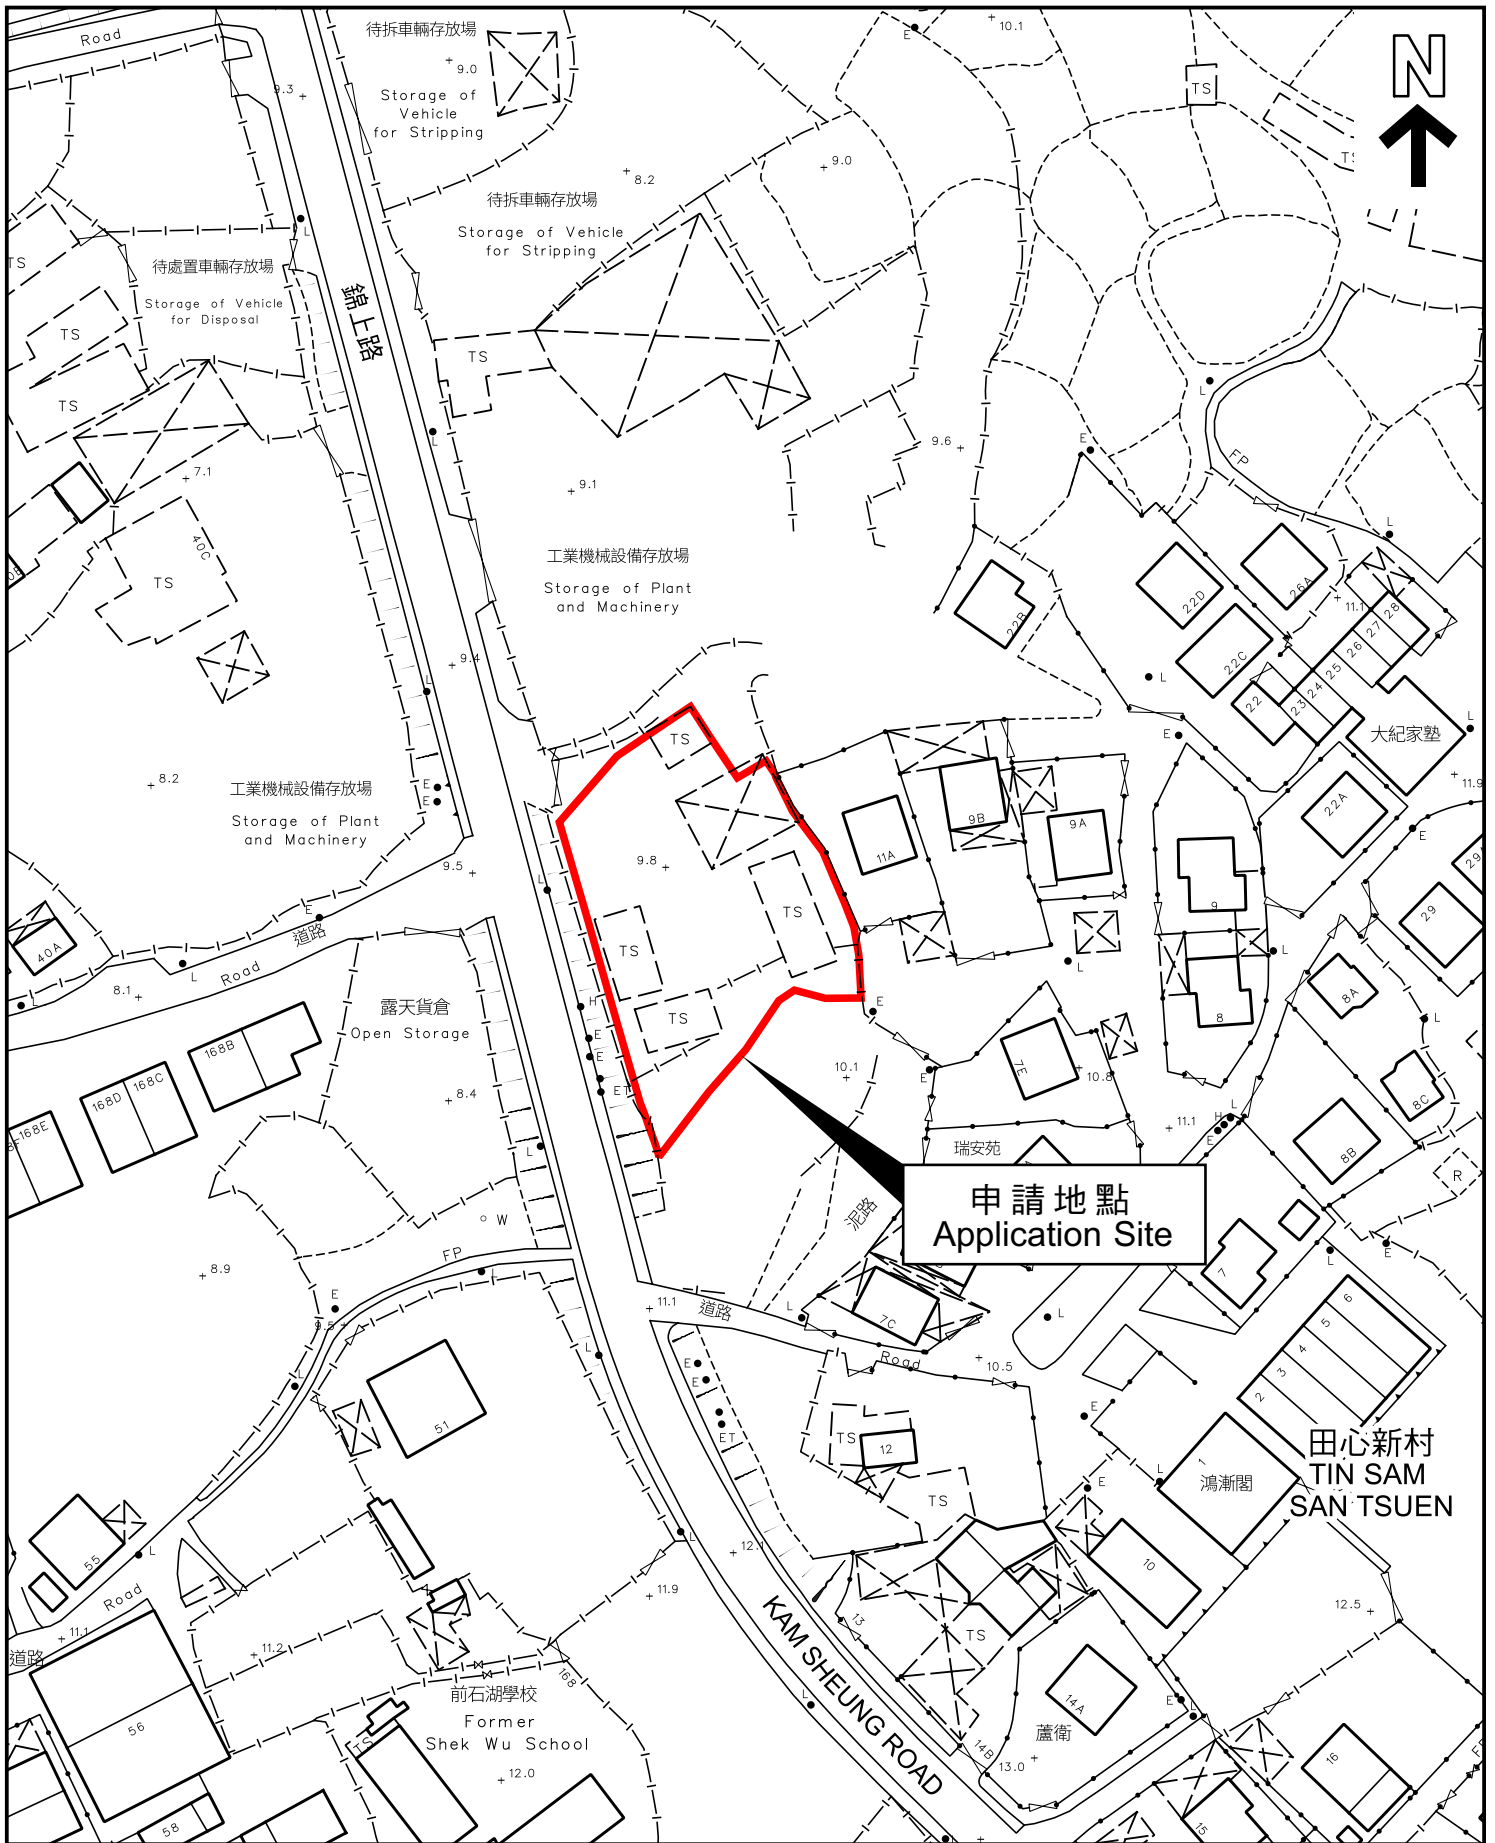 Road
待拆車輛存放場
9.0
Storage of
Vehicle
for Stripping
E
10.1
N
TS
9.3
8.2
9.0
待拆車輛存放場
Storage of Vehicle
for Stripping
L
TS
待處置車輛存放場
Storage of Vehicle
for Disposal
錦上路
TS
TS
TS
L
L
7.1
9.1
9.6
E
FP
L
40C
TS
工業機械設備存放場
Storage of Plant
and Machinery
22B
22D
26A
11.1
22C
28
27
26
25
24
23
22
9.4
L
L
E
L
大紀家塾
TS
8.2
工業機械設備存放場
Storage of Plant
and Machinery
E
E
11.9
22A
9B
9A
11A
9.8
9.5
L
E
29
9
TS
TS
40A
E
道路
Road
L
L
L
8.1
L
H
E
E
ET
TS
E
露天貨倉
Open Storage
8
8A
L
168B
168C
168D
168E
8.4
10.1
E
7E
10.8
8C
H
L
E
11.1
8B
瑞安苑
R
L
W
泥路
申請地點
Application Site
FP
8.9
L
E
9.5
11.1
道路
L
7C
Road
7
L
E
L
10.5
6
5
4
3
2
L
L
E
E
ET
51
E
TS
12
TS
E
L
1
鴻漸閣
田心新村
TIN SAM
SAN TSUEN
55
L
Road
L
12.1
11.9
10
12.5
11.1
道路
11.2
13
TS
168
前石湖學校
Former
Shek Wu School
56
TS
KAM SHEUNG ROAD
L
14A
蘆衛
E
L
14B
13.0
12.0
16
58
15